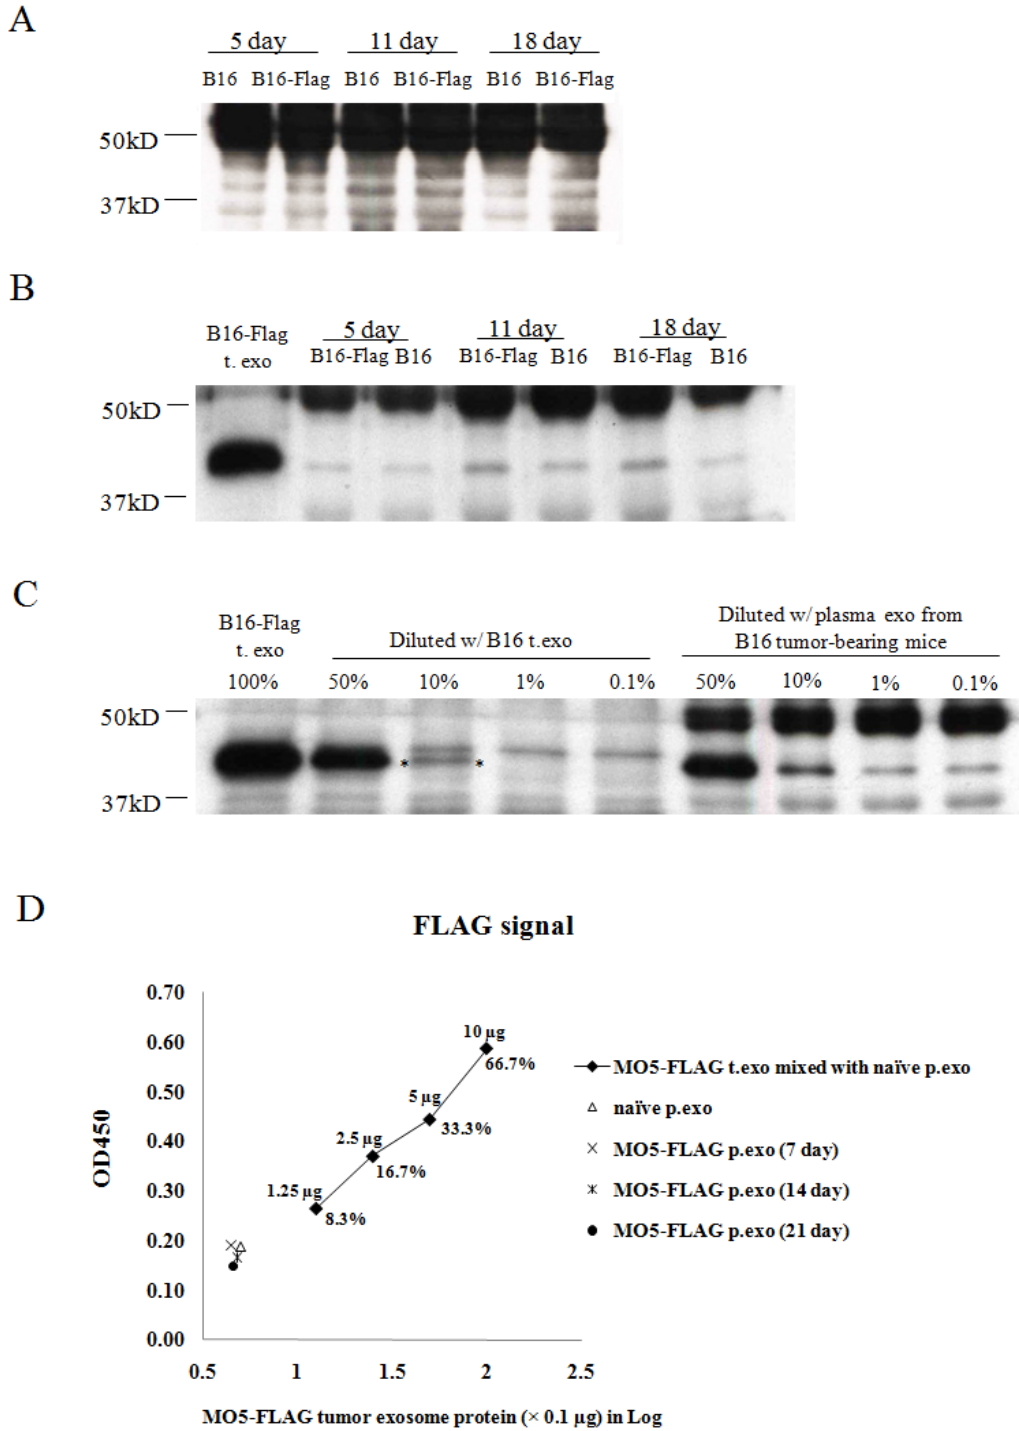 A
5 day 11 day 18 day
B16 B16-Flag B16 B16-Flag B16 B16-Flag
50kD
37kD
B
B16-Flag
t. exo
5 day 11 day 18 day
B16-Flag B16 B16-Flag B16 B16-Flag B16
50kD
37kD
C
B16-Flag
t. exo
Diluted w/ B16 t.exo
Diluted w/plasma exo from
B16 tumor-bearing mice
100% 50% 10% 1% 0.1% 50% 10% 1% 0.1%
50kD
* *
37kD
D
FLAG signal
0.70
0.60
0.50
0.40
0.30
0.20
0.10
0.00
OD450
10 µg
66.7%
5 µg
33.3%
2.5 µg
16.7%
1.25 µg
8.3%
MO5-FLAG t.exo mixed with naïve p.exo
naïve p.exo
MO5-FLAG p.exo (7 day)
MO5-FLAG p.exo (14 day)
MO5-FLAG p.exo (21 day)
0.5 1 1.5 2 2.5
MO5-FLAG tumor exosome protein (× 0.1 µg) in Log